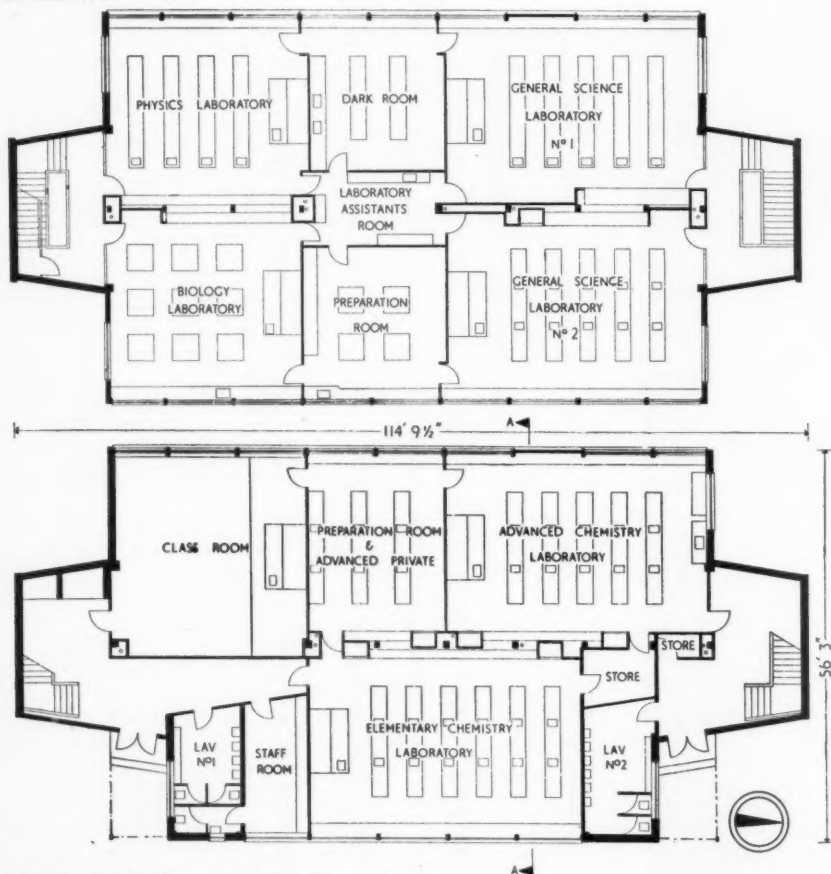 PHYSICS LABORATORY
DARK ROOM
GENERAL SCIENCE
LABORATORY
Nº 1
LABORATORY
ASSISTANTS
ROOM
BIOLOGY
LABORATORY
PREPARATION
ROOM
GENERAL SCIENCE
LABORATORY
Nº 2
114' 9½"
A
CLASS ROOM
PREPARATION ROOM
&
ADVANCED PRIVATE
ADVANCED CHEMISTRY
LABORATORY
STORE
STORE
56' 3"
ELEMENTARY CHEMISTRY
LABORATORY
LAV
Nº1
STAFF
ROOM
LAV
Nº2
A